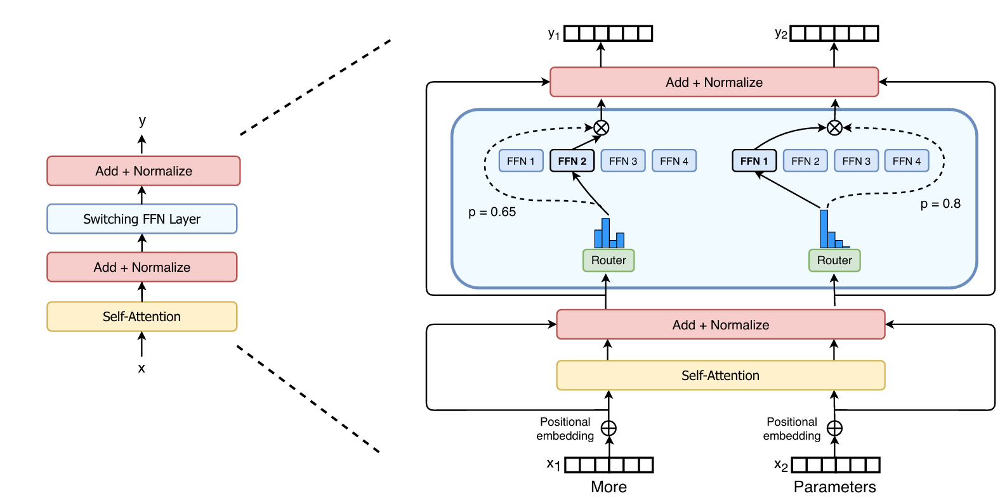 y
Add + Normalize
Switching FFN Layer
Add + Normalize
Self-Attention
x
y1
y2
Add + Normalize
FFN 1
FFN 2
FFN 3
FFN 4
FFN 1
FFN 2
FFN 3
FFN 4
p = 0.65
p = 0.8
Router
Router
Add + Normalize
Self-Attention
Positional
embedding
Positional
embedding
x1
x2
More
Parameters